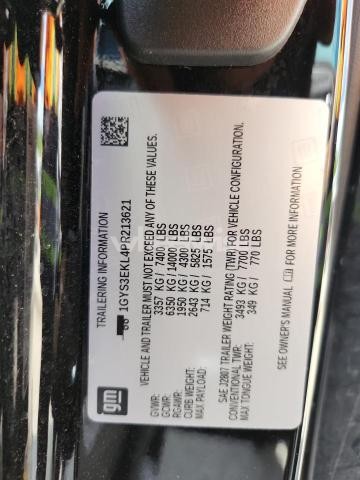 TRAILERING INFORMATION
1GYS3EKL4PR213621
gm
VEHICLE AND TRAILER MUST NOT EXCEED ANY OF THESE VALUES.
GVWR: 3357 KG / 7400 LBS
GCWR: 6350 KG / 14000 LBS
RGAWR: 1950 KG / 4300 LBS
CURB WEIGHT: 2643 KG / 5825 LBS
MAX PAYLOAD: 714 KG / 1575 LBS
SAE J2807 TRAILER WEIGHT RATING (TWR) FOR VEHICLE CONFIGURATION.
CONVENTIONAL TWR: 3493 KG / 7700 LBS
MAX TONGUE WEIGHT: 349 KG / 770 LBS
SEE OWNER'S MANUAL FOR MORE INFORMATION